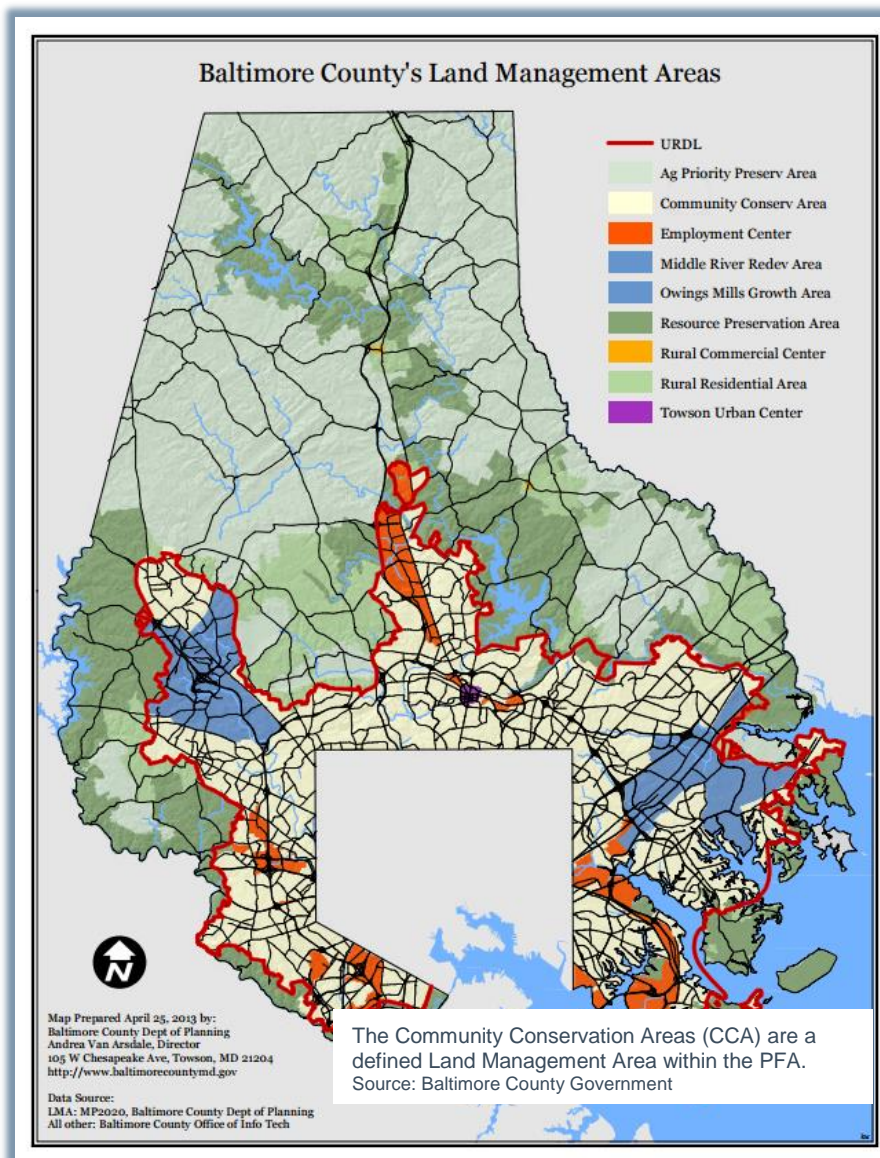 Baltimore County's Land Management Areas
URDL
Ag Priority Preserv Area
Community Conserv Area
Employment Center
Middle River Redev Area
Owings Mills Growth Area
Resource Preservation Area
Rural Commercial Center
Rural Residential Area
Towson Urban Center
N
Map Prepared April 25, 2013 by:
Baltimore County Dept of Planning
Andrea Van Arsdale, Director
105 W Chesapeake Ave, Towson, MD 21204
http://www.baltimorecountymd.gov
Data Source:
LMA: MP2020, Baltimore County Dept of Planning
All other: Baltimore County Office of Info Tech
The Community Conservation Areas (CCA) are a
defined Land Management Area within the PFA.
Source: Baltimore County Government